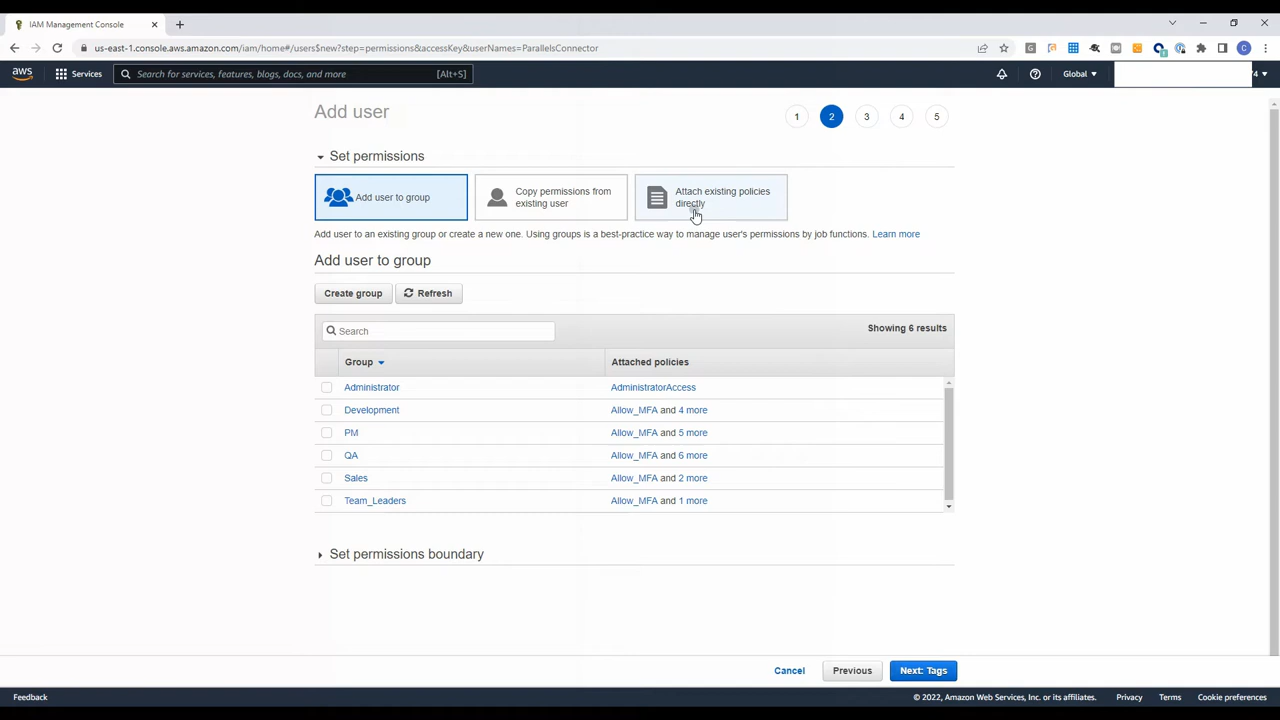 IAM Management Console
us-east-1.console.aws.amazon.com/iam/home#/users$new?step=permissions&accessKey&userNames=ParallelsConnector
aws
Services
Search for services, features, blogs, docs, and more
[Alt+S]
Global
4
Add user
1
2
3
4
5
Set permissions
Add user to group
Copy permissions from
existing user
Attach existing policies
directly
Add user to an existing group or create a new one. Using groups is a best-practice way to manage user's permissions by job functions. Learn more
Add user to group
Create group
Refresh
Search
Showing 6 results
Group
Attached policies
Administrator
AdministratorAccess
Development
Allow_MFA and 4 more
PM
Allow_MFA and 5 more
QA
Allow_MFA and 6 more
Sales
Allow_MFA and 2 more
Team_Leaders
Allow_MFA and 1 more
Set permissions boundary
Cancel
Previous
Next: Tags
Feedback
© 2022, Amazon Web Services, Inc. or its affiliates.
Privacy
Terms
Cookie preferences